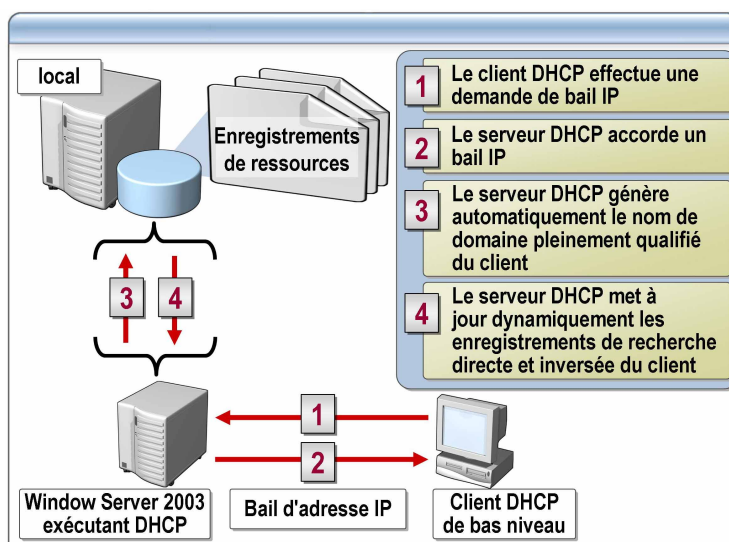 local
Enregistrements
de ressources
1
Le client DHCP effectue une
demande de bail IP
2
Le serveur DHCP accorde un
bail IP
3
Le serveur DHCP génère
automatiquement le nom de
domaine pleinement qualifié
du client
4
Le serveur DHCP met à
jour dynamiquement les
enregistrements de recherche
directe et inversée du client
3
4
1
2
Window Server 2003
exécutant DHCP
Bail d'adresse IP
Client DHCP
de bas niveau